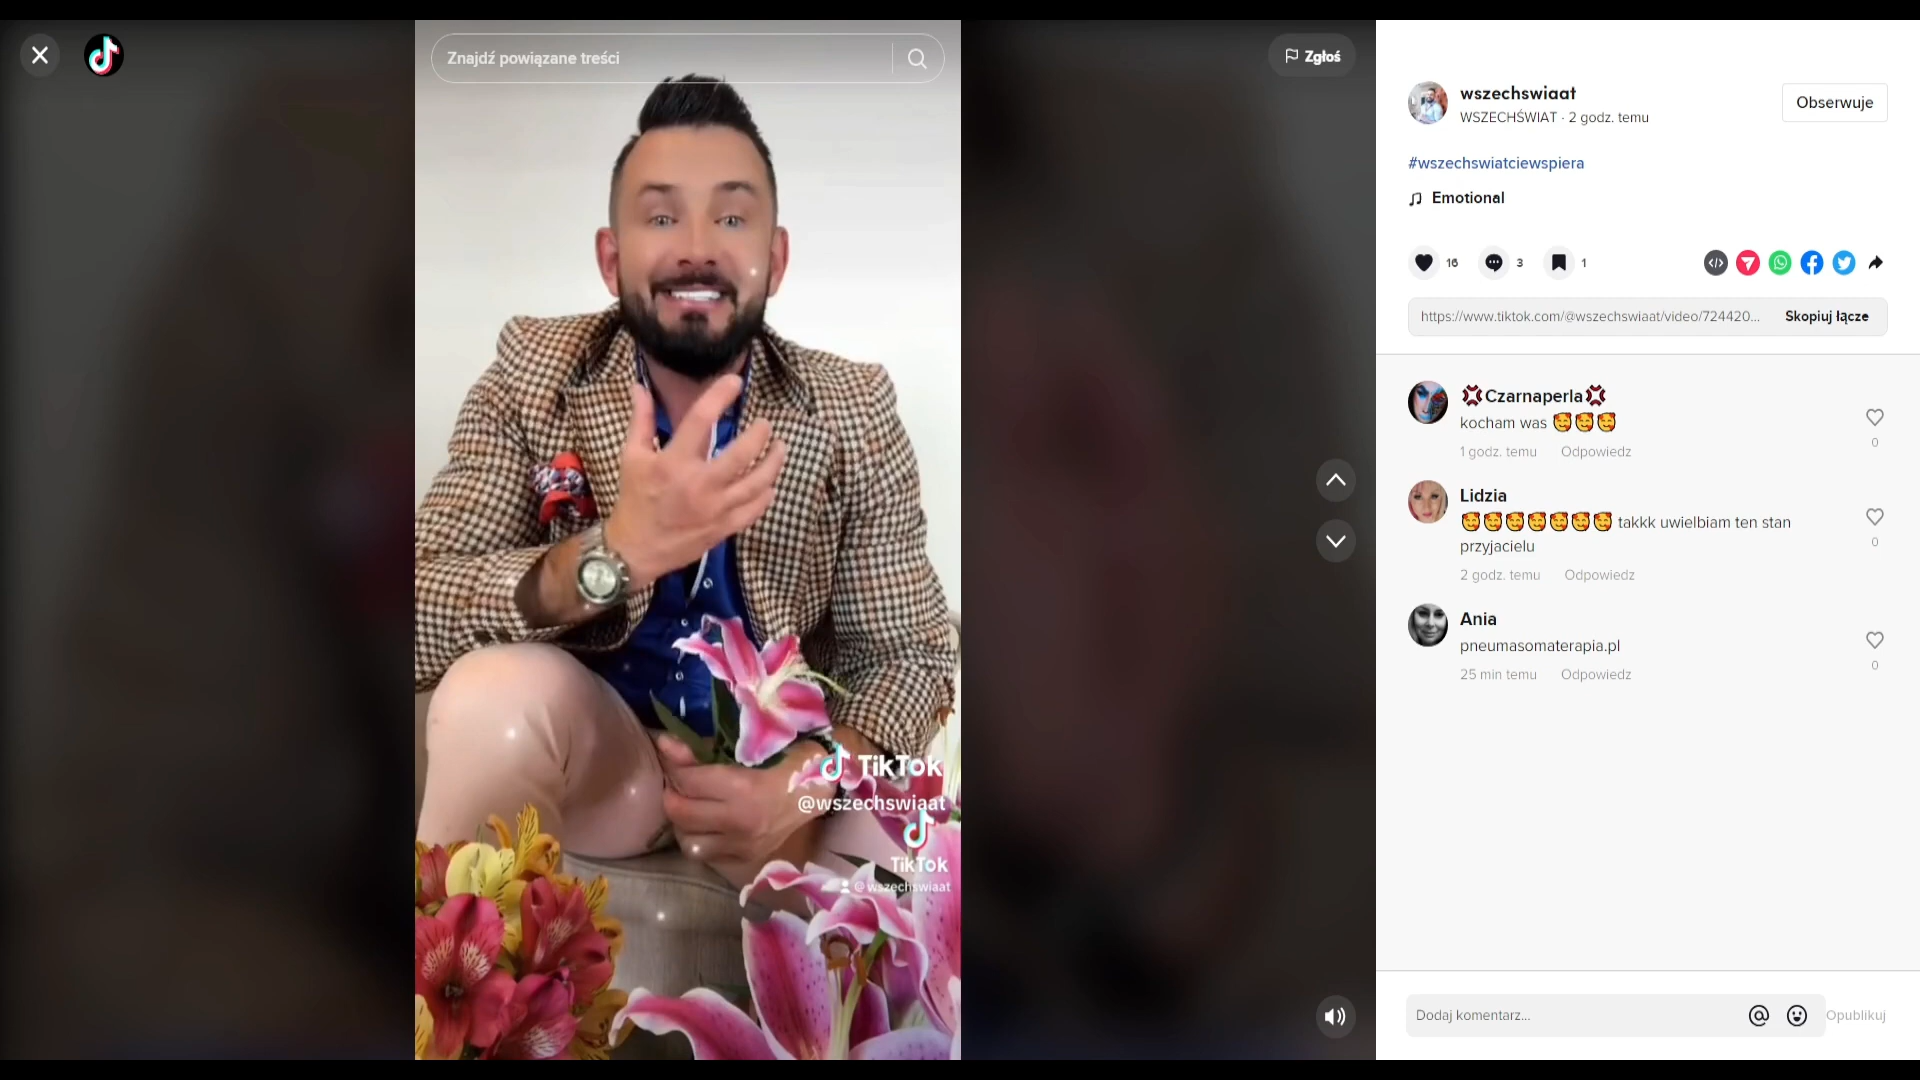 Znajdź powiązane treści
Zgłoś
TikTok
@wszechswiaat
TikTok
@wszechswiaat
wszechswiaat
WSZECHŚWIAT · 2 godz. temu
Obserwuje
#wszechswiatciewspiera
Emotional
16
3
1
https://www.tiktok.com/@wszechswiaat/video/724420...
Skopiuj łącze
💢Czarnaperla💢
kocham was 🥰🥰🥰
1 godz. temu
Odpowiedz
0
Lidzia
🥰🥰🥰🥰🥰🥰🥰 takkk uwielbiam ten stan
przyjacielu
2 godz. temu
Odpowiedz
0
Ania
pneumasomaterapia.pl
25 min temu
Odpowiedz
0
Dodaj komentarz...
Opublikuj